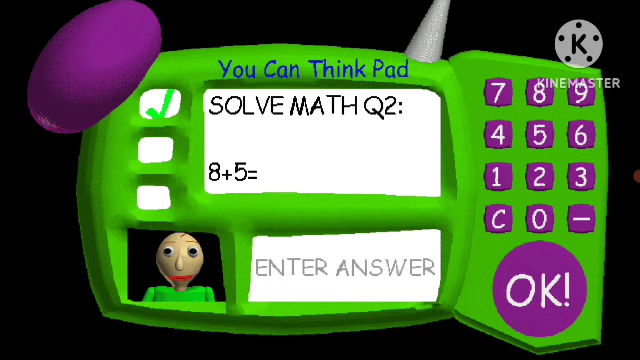 You Can Think Pad
SOLVE MATH Q2:
8+5=
ENTER ANSWER
7 8 9
4 5 6
1 2 3
C 0 —
OK!
K
KINEMASTER